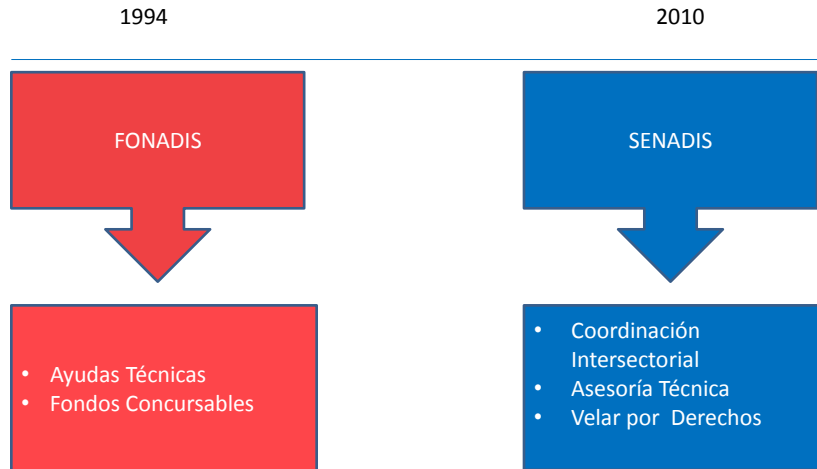 1994
2010
FONADIS
SENADIS
• Ayudas Técnicas
• Fondos Concursables
• Coordinación
Intersectorial
• Asesoría Técnica
• Velar por Derechos